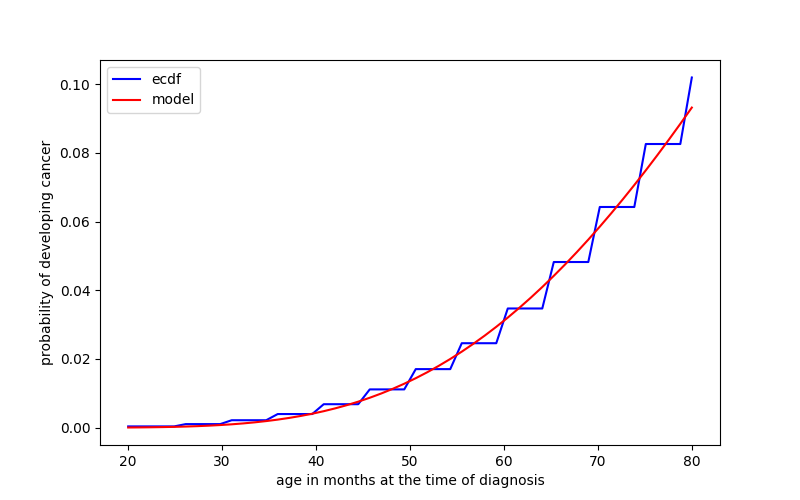 ecdf
model
0.10
0.08
0.06
0.04
0.02
0.00
probability of developing cancer
20 30 40 50 60 70 80
age in months at the time of diagnosis